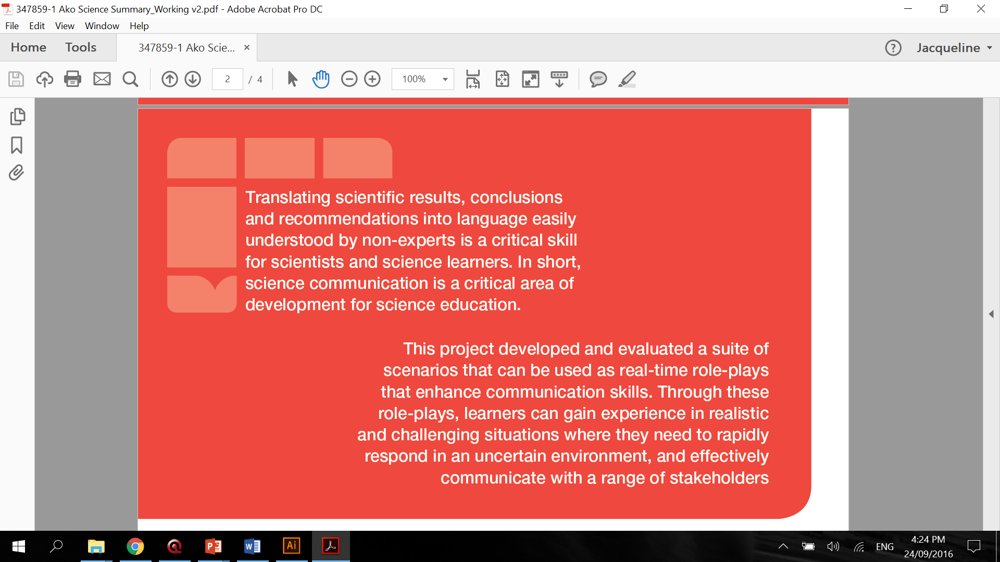 347859-1 Ako Science Summary_Working v2.pdf - Adobe Acrobat Pro DC
File Edit View Window Help
Home Tools 347859-1 Ako Scie... × ? Jacqueline
2 / 4 100%
Translating scientific results, conclusions
and recommendations into language easily
understood by non-experts is a critical skill
for scientists and science learners. In short,
science communication is a critical area of
development for science education.
This project developed and evaluated a suite of
scenarios that can be used as real-time role-plays
that enhance communication skills. Through these
role-plays, learners can gain experience in realistic
and challenging situations where they need to rapidly
respond in an uncertain environment, and effectively
communicate with a range of stakeholders
P W Ai ENG 4:24 PM
24/09/2016